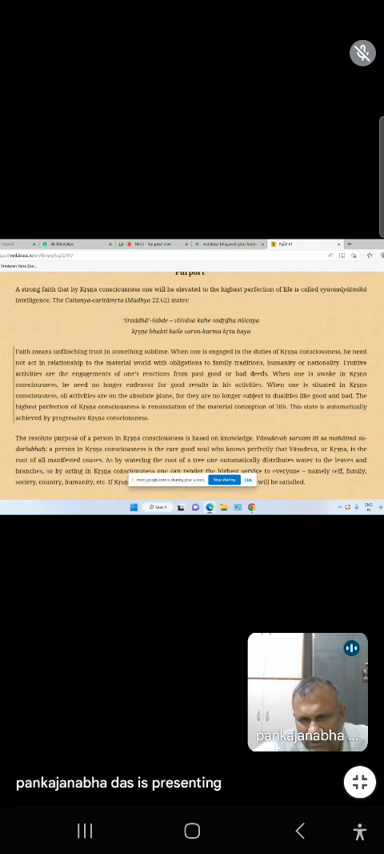 Purport
A strong faith that by Kṛṣṇa consciousness one will be elevated to the highest perfection of life is called vyavasāyātmikā
intelligence. The Caitanya-caritāmṛta (Madhya 22.62) states:
'śraddhā'-śabde – viśvāsa kahe sudṛḍha niścaya
kṛṣṇe bhakti kaile sarva-karma kṛta haya
Faith means unflinching trust in something sublime. When one is engaged in the duties of Kṛṣṇa consciousness, he need
not act in relationship to the material world with obligations to family traditions, humanity or nationality. Fruitive
activities are the engagements of one's reactions from past good or bad deeds. When one is awake in Kṛṣṇa
consciousness, he need no longer endeavor for good results in his activities. When one is situated in Kṛṣṇa
consciousness, all activities are on the absolute plane, for they are no longer subject to dualities like good and bad. The
highest perfection of Kṛṣṇa consciousness is renunciation of the material conception of life. This state is automatically
achieved by progressive Kṛṣṇa consciousness.
The resolute purpose of a person in Kṛṣṇa consciousness is based on knowledge. Vāsudevaḥ sarvam iti sa mahātmā su-
durlabhaḥ: a person in Kṛṣṇa consciousness is the rare good soul who knows perfectly that Vāsudeva, or Kṛṣṇa, is the
root of all manifested causes. As by watering the root of a tree one automatically distributes water to the leaves and
branches, so by acting in Kṛṣṇa consciousness one can render the highest service to everyone – namely self, family,
society, country, humanity, etc. If Kṛṣṇa will be satisfied.
meet.google.com is sharing your screen. Stop sharing Hide
Search
pankajanabha ...
pankajanabha das is presenting